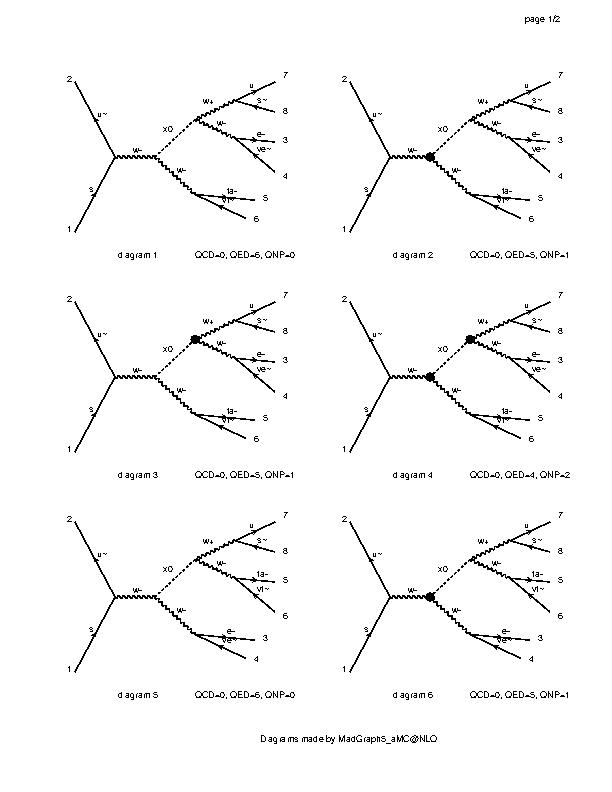 page 1/2
2
u~
s
1
w-
x0
w+
w-
w-
u
s~
e-
ve~
ta-
vt~
7
8
3
4
5
6
diagram 1 QCD=0, QED=6, QNP=0
2
u~
s
1
w-
x0
w+
w-
w-
u
s~
e-
ve~
ta-
vt~
7
8
3
4
5
6
diagram 2 QCD=0, QED=5, QNP=1
2
u~
s
1
w-
x0
w+
w-
w-
u
s~
e-
ve~
ta-
vt~
7
8
3
4
5
6
diagram 3 QCD=0, QED=5, QNP=1
2
u~
s
1
w-
x0
w+
w-
w-
u
s~
e-
ve~
ta-
vt~
7
8
3
4
5
6
diagram 4 QCD=0, QED=4, QNP=2
2
u~
s
1
w-
x0
w+
w-
w-
u
s~
ta-
vt~
e-
ve~
7
8
5
6
3
4
diagram 5 QCD=0, QED=6, QNP=0
2
u~
s
1
w-
x0
w+
w-
w-
u
s~
ta-
vt~
e-
ve~
7
8
5
6
3
4
diagram 6 QCD=0, QED=5, QNP=1
Diagrams made by MadGraph5_aMC@NLO